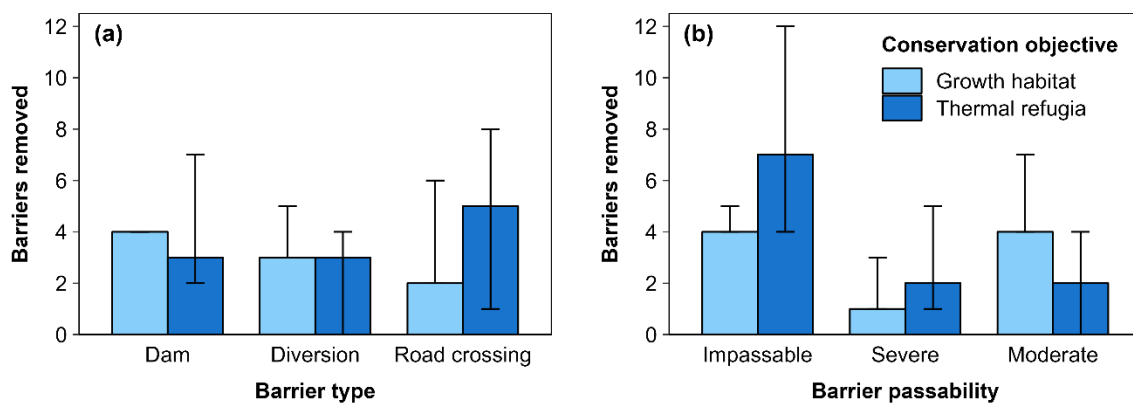 (a)
Barriers removed
12
10
8
6
4
2
0
Dam Diversion Road crossing
Barrier type
(b)
Barriers removed
12
10
8
6
4
2
0
Conservation objective
Growth habitat
Thermal refugia
Impassable Severe Moderate
Barrier passability